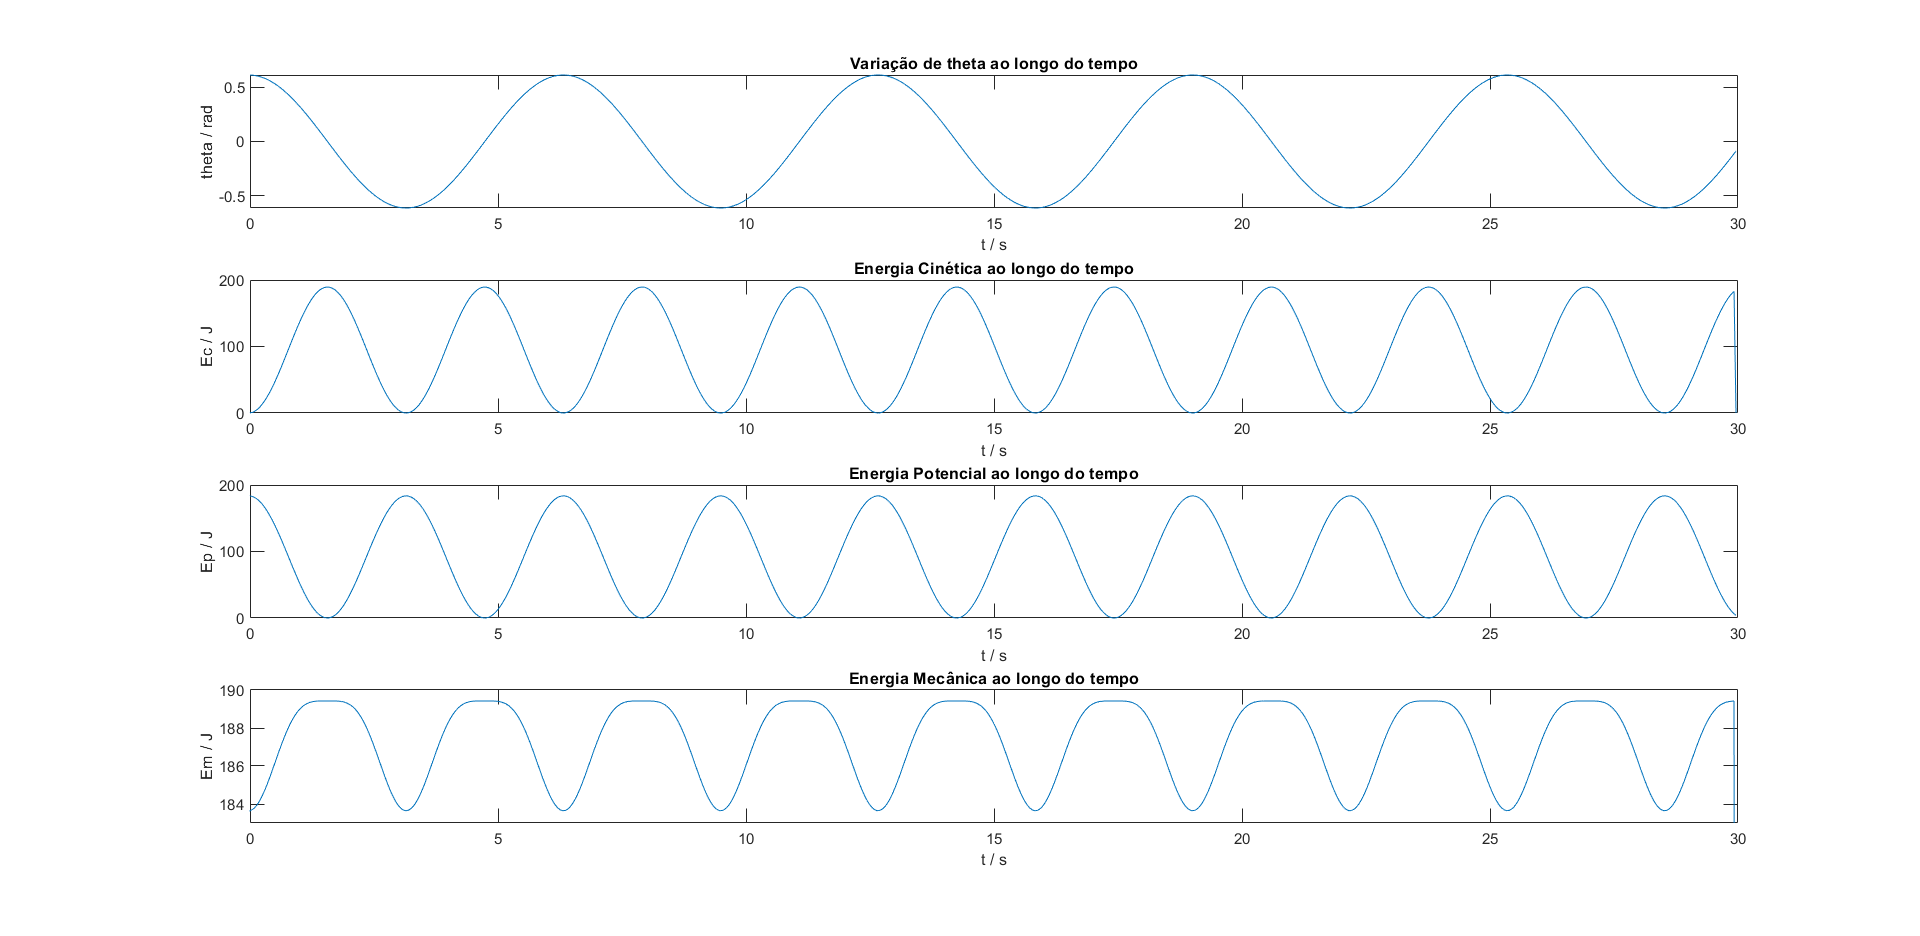 Variação de theta ao longo do tempo
theta / rad
0.5
0
-0.5
0 5 10 15 20 25 30
t / s
Energia Cinética ao longo do tempo
Ec / J
200
100
0
0 5 10 15 20 25 30
t / s
Energia Potencial ao longo do tempo
Ep / J
200
100
0
0 5 10 15 20 25 30
t / s
Energia Mecânica ao longo do tempo
Em / J
190
188
186
184
0 5 10 15 20 25 30
t / s